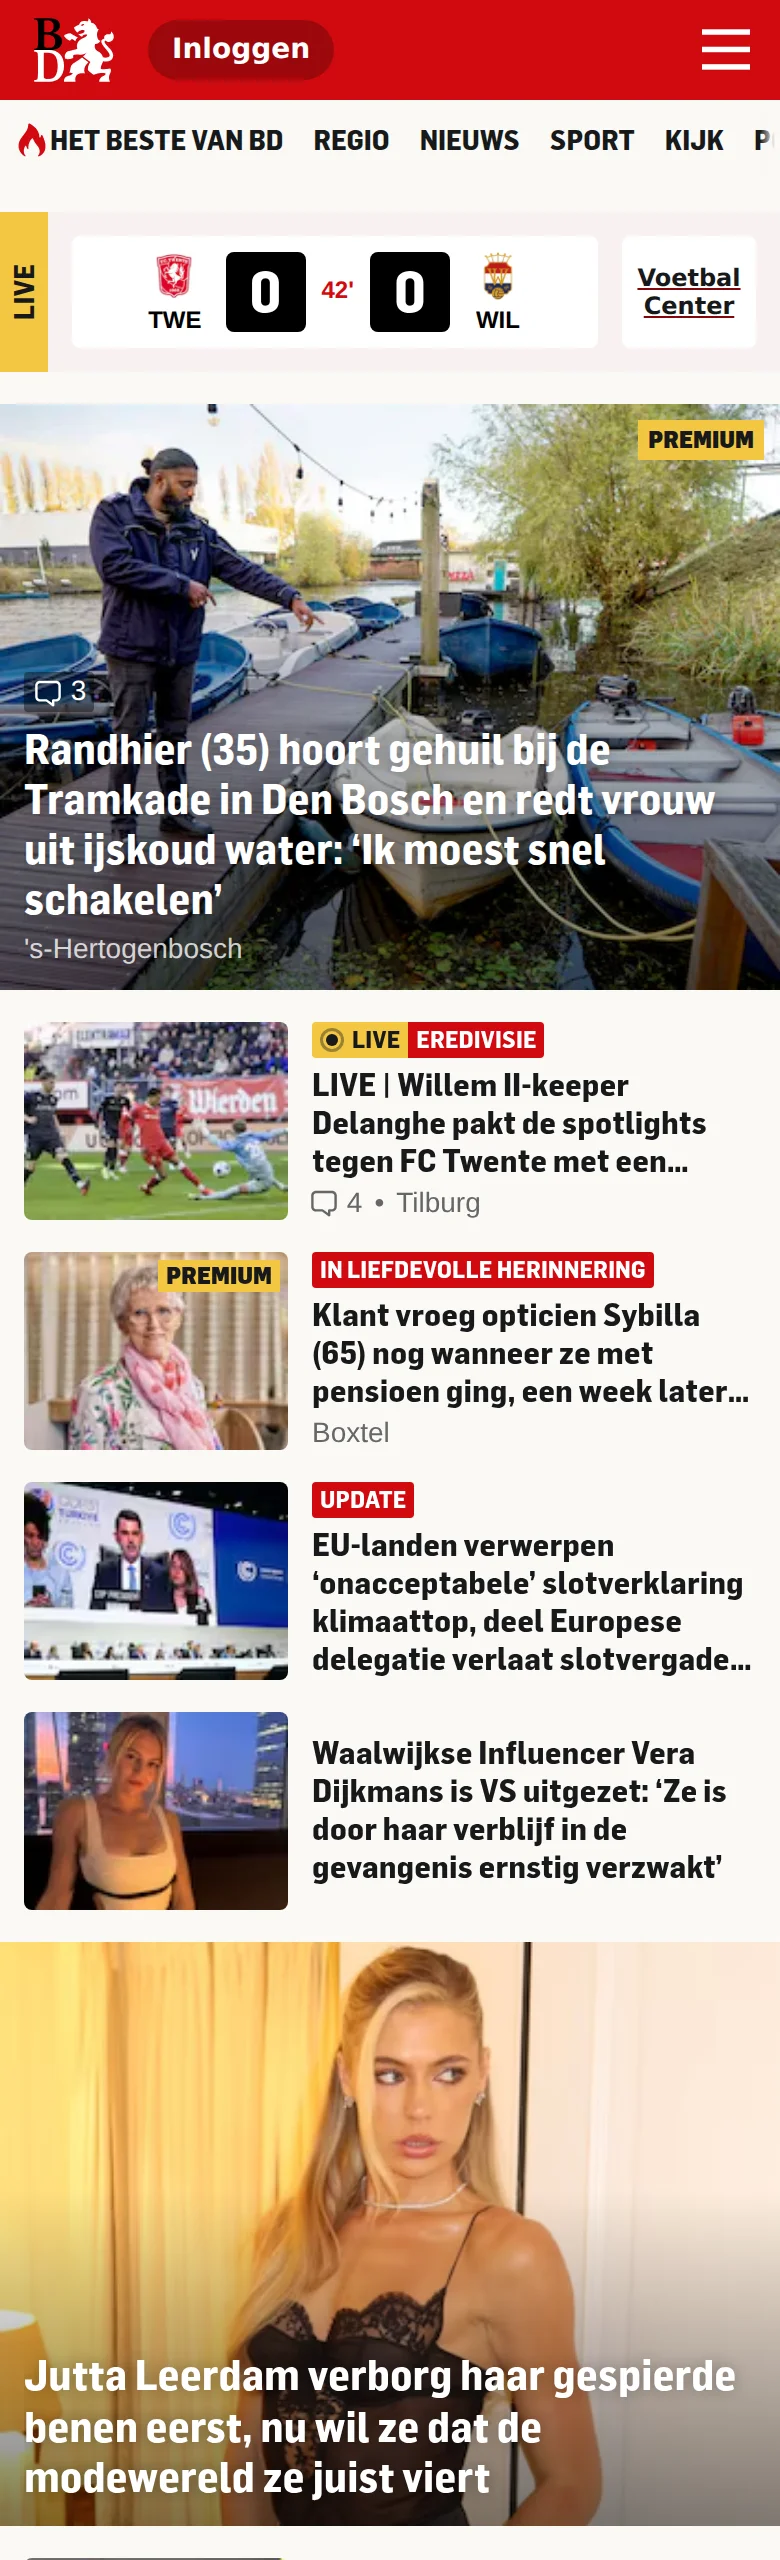 B
D
Inloggen
HET BESTE VAN BD REGIO NIEUWS SPORT KIJK
LIVE
TWE
0
42'
0
WIL
Voetbal
Center
PREMIUM
3
Randhier (35) hoort gehuil bij de
Tramkade in Den Bosch en redt vrouw
uit ijskoud water: ‘Ik moest snel
schakelen’
's-Hertogenbosch
Wierden
LIVE EREDIVISIE
LIVE | Willem II-keeper
Delanghe pakt de spotlights
tegen FC Twente met een...
4 • Tilburg
PREMIUM
IN LIEFDEVOLLE HERINNERING
Klant vroeg opticien Sybilla
(65) nog wanneer ze met
pensioen ging, een week later...
Boxtel
UPDATE
EU-landen verwerpen
‘onacceptabele’ slotverklaring
klimaattop, deel Europese
delegatie verlaat slotvergade...
Waalwijkse Influencer Vera
Dijkmans is VS uitgezet: ‘Ze is
door haar verblijf in de
gevangenis ernstig verzwakt’
Jutta Leerdam verborg haar gespierde
benen eerst, nu wil ze dat de
modewereld ze juist viert